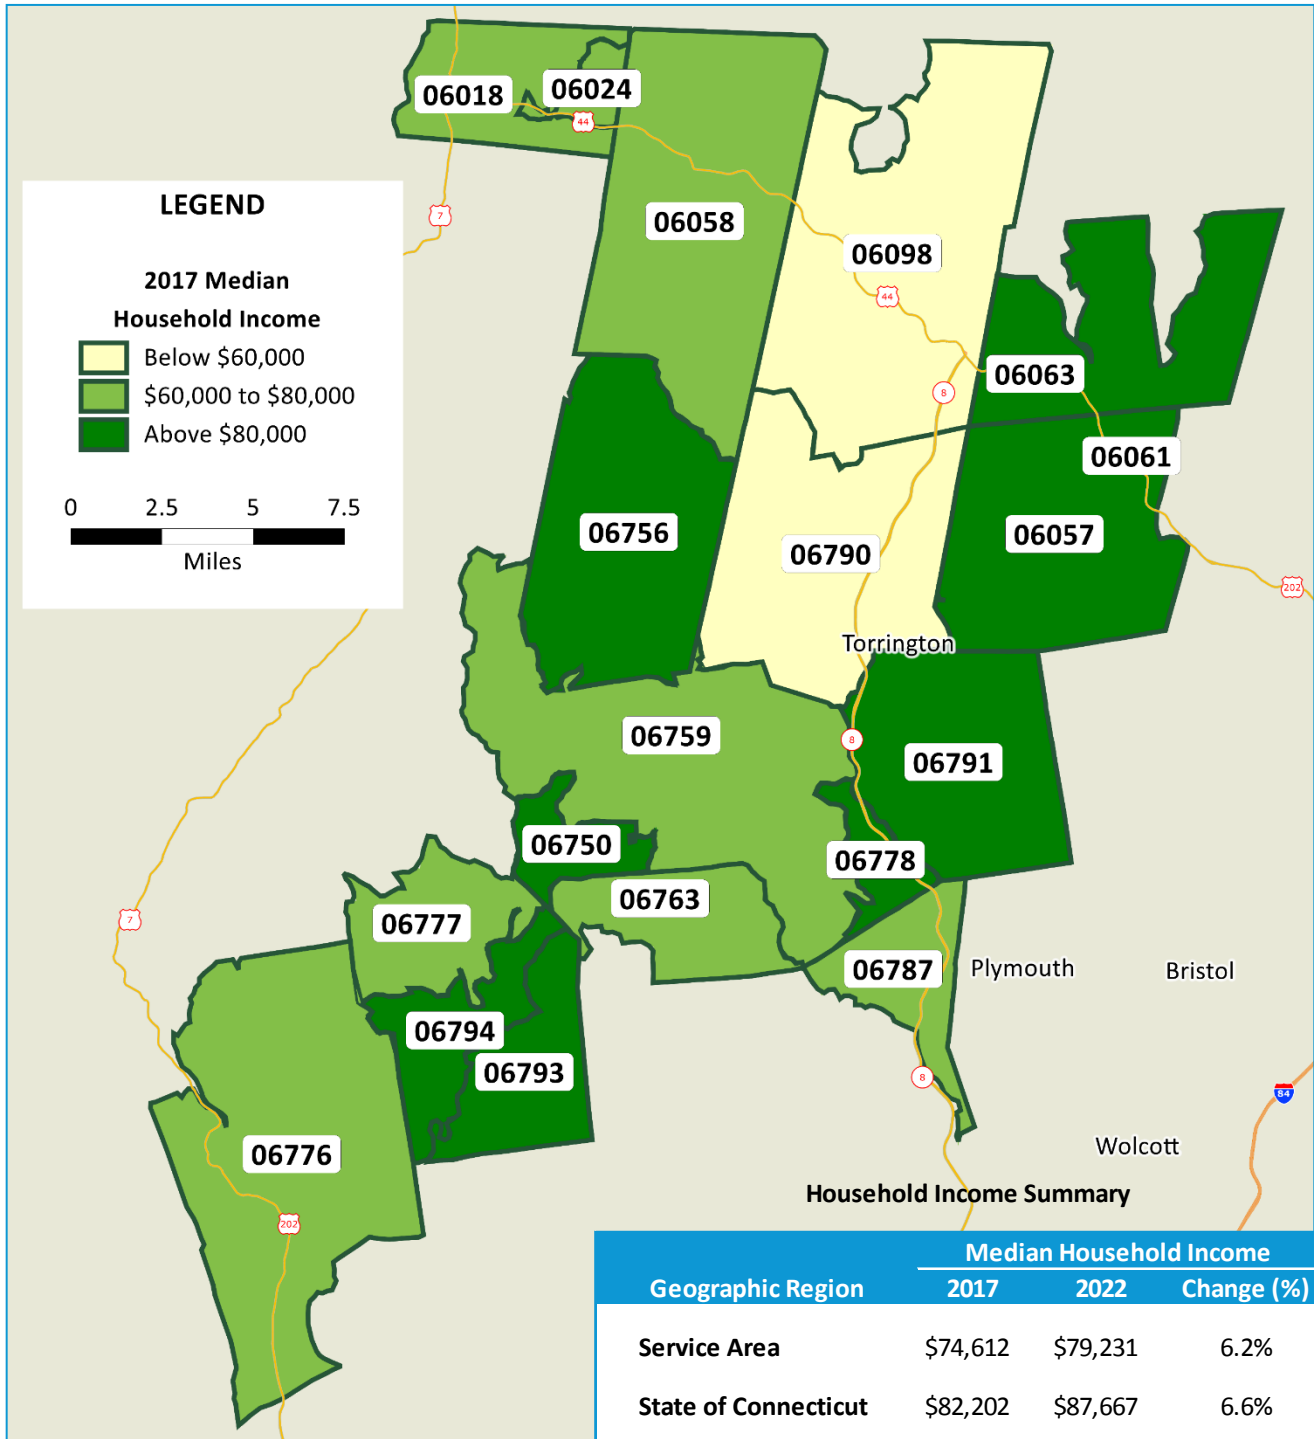 06018
06024
44
LEGEND
2017 Median
Household Income
Below $60,000
$60,000 to $80,000
Above $80,000
0 2.5 5 7.5
Miles
7
06058
06098
44
06063
8
06061
06756
06790
06057
202
Torrington
06759
8
06791
06750
06778
06763
7
06777
06787
Plymouth
Bristol
06794
06793
8
84
06776
Wolcott
202
Household Income Summary
Median Household Income
Geographic Region 2017 2022 Change (%)
Service Area $74,612 $79,231 6.2%
State of Connecticut $82,202 $87,667 6.6%